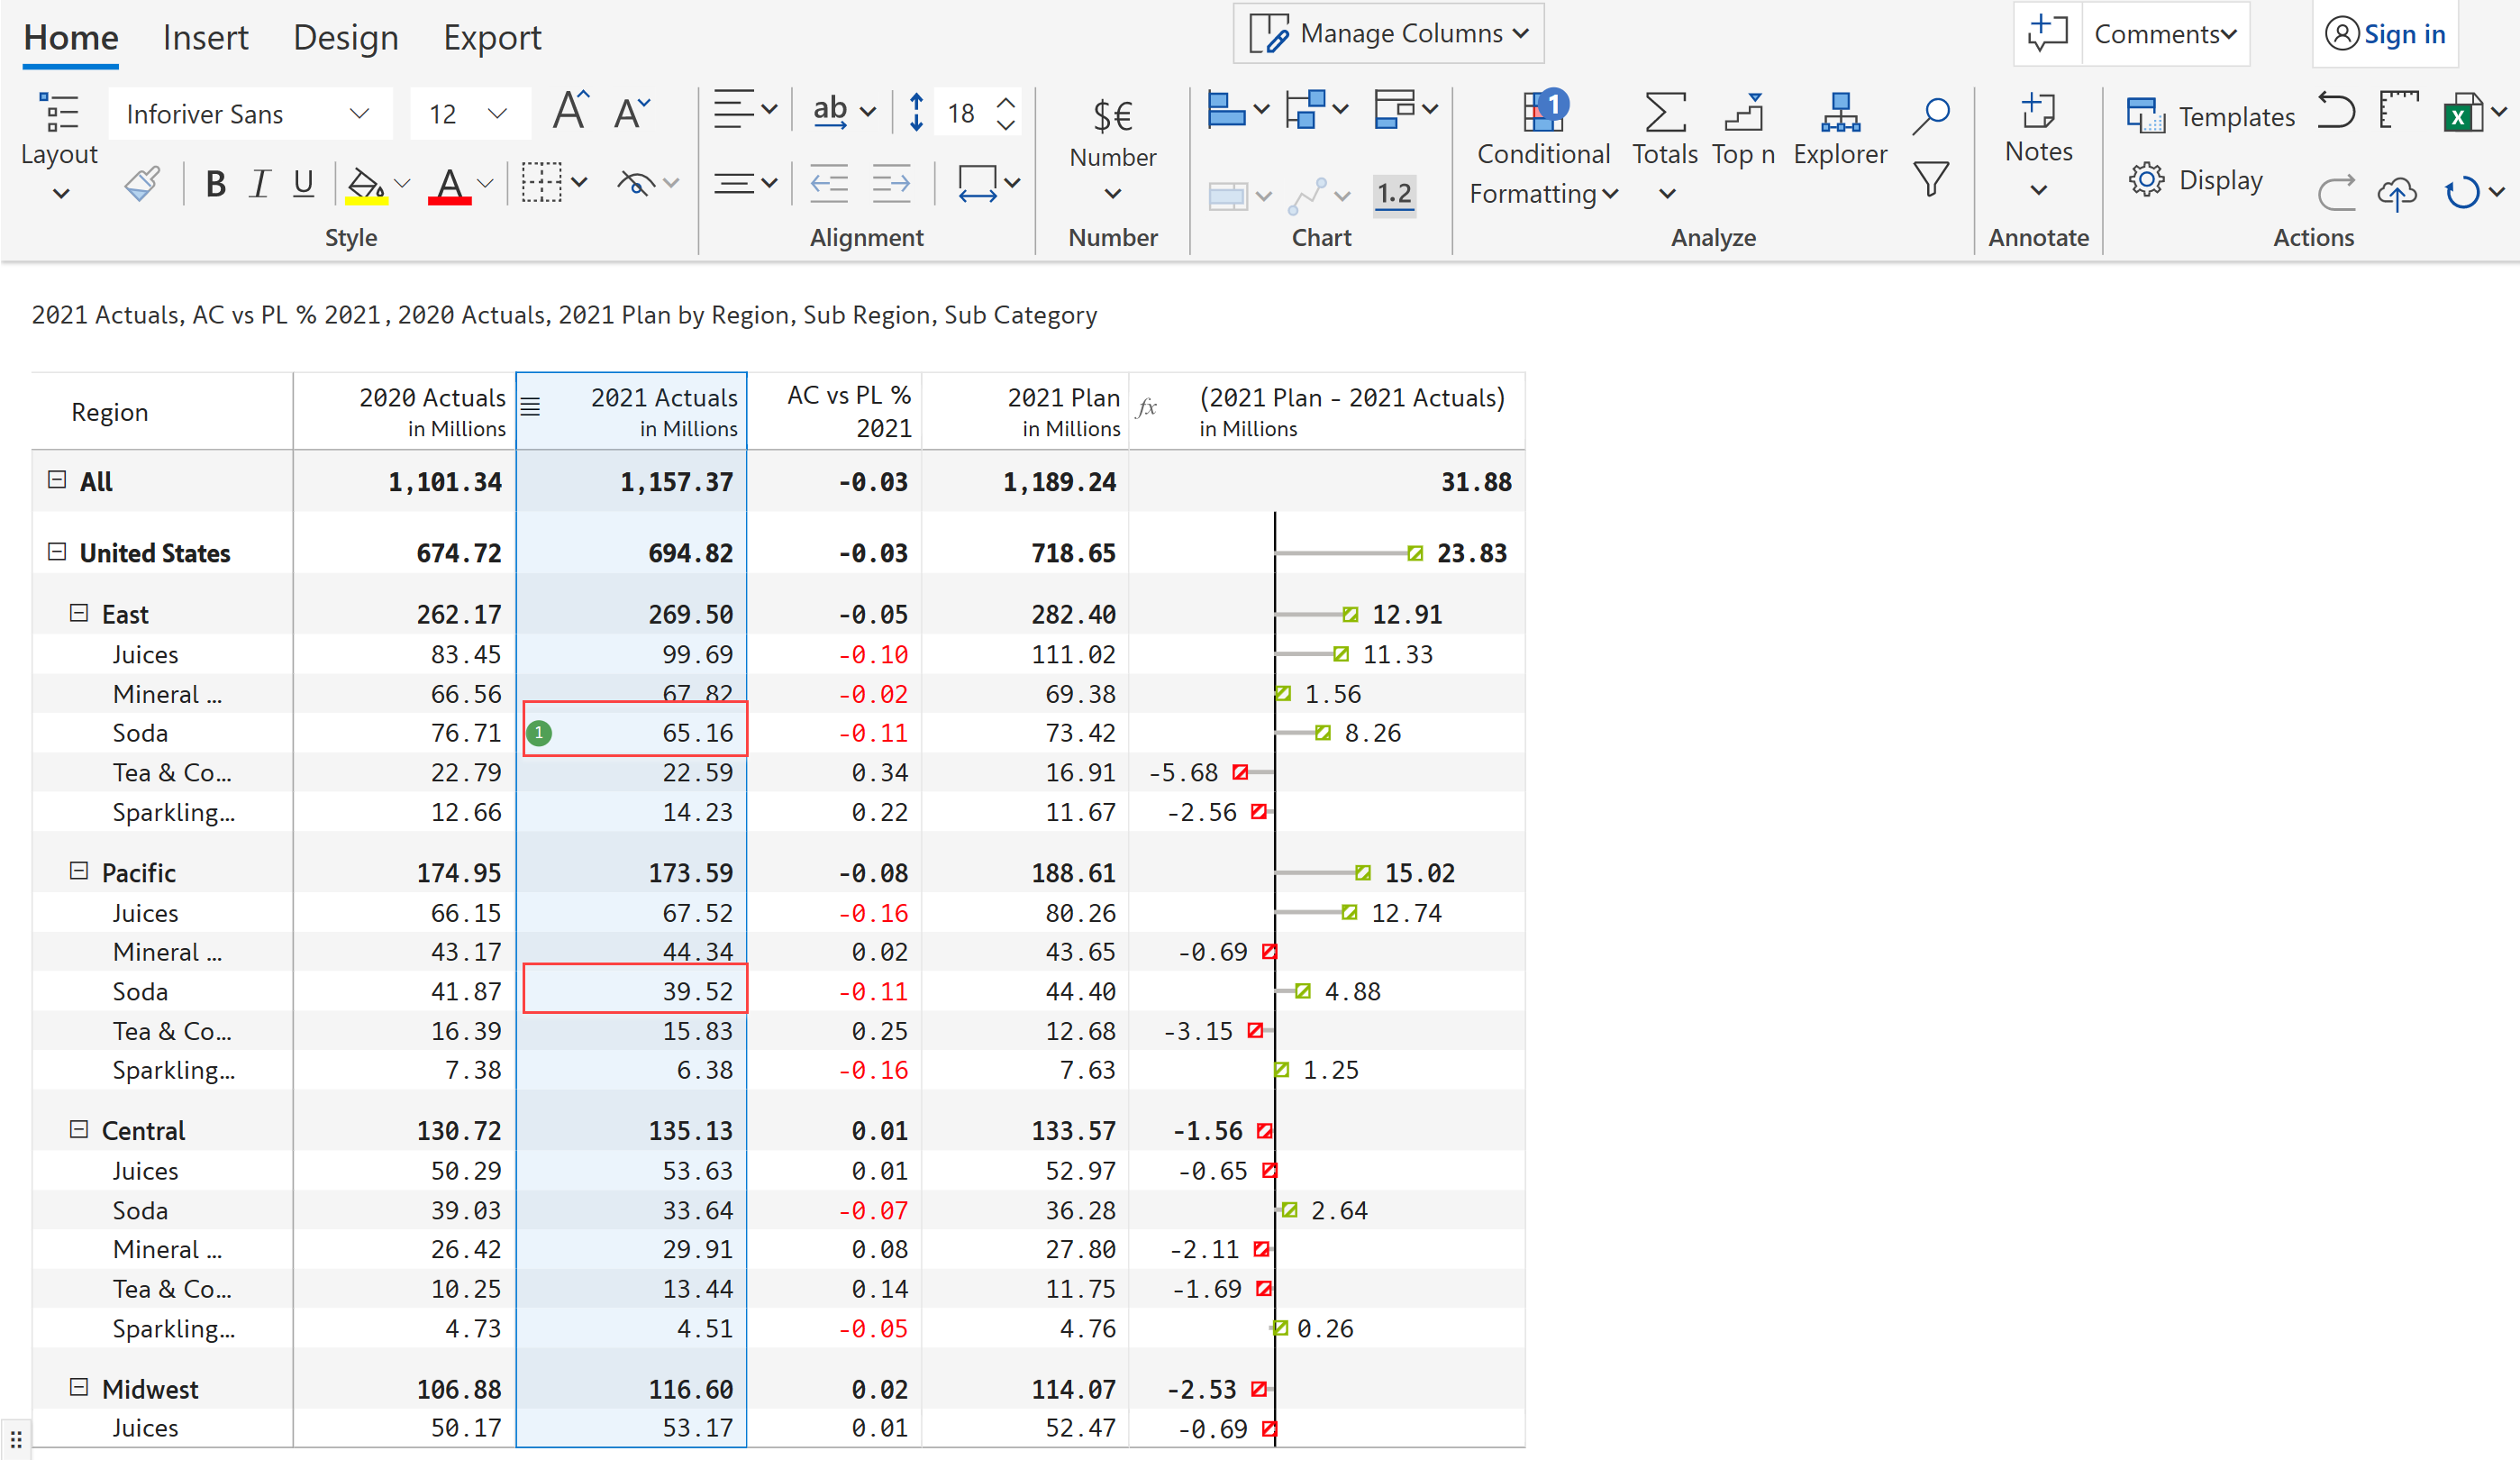 Home Insert Design Export Manage Columns Comments Sign in
Layout Inforiver Sans 12 A A ab 18 $€ Number 1 Conditional Formatting Totals Top n Explorer Notes Templates X
B I U A 1.2 Display
Style Alignment Number Chart Analyze Annotate Actions
2021 Actuals, AC vs PL % 2021, 2020 Actuals, 2021 Plan by Region, Sub Region, Sub Category
Region 2020 Actuals in Millions 2021 Actuals in Millions AC vs PL % 2021 2021 Plan in Millions fx (2021 Plan - 2021 Actuals) in Millions
All 1,101.34 1,157.37 -0.03 1,189.24 31.88
United States 674.72 694.82 -0.03 718.65 23.83
East 262.17 269.50 -0.05 282.40 12.91
Juices 83.45 99.69 -0.10 111.02 11.33
Mineral ... 66.56 67.82 -0.02 69.38 1.56
Soda 76.71 1 65.16 -0.11 73.42 8.26
Tea & Co... 22.79 22.59 0.34 16.91 -5.68
Sparkling... 12.66 14.23 0.22 11.67 -2.56
Pacific 174.95 173.59 -0.08 188.61 15.02
Juices 66.15 67.52 -0.16 80.26 12.74
Mineral ... 43.17 44.34 0.02 43.65 -0.69
Soda 41.87 39.52 -0.11 44.40 4.88
Tea & Co... 16.39 15.83 0.25 12.68 -3.15
Sparkling... 7.38 6.38 -0.16 7.63 1.25
Central 130.72 135.13 0.01 133.57 -1.56
Juices 50.29 53.63 0.01 52.97 -0.65
Soda 39.03 33.64 -0.07 36.28 2.64
Mineral ... 26.42 29.91 0.08 27.80 -2.11
Tea & Co... 10.25 13.44 0.14 11.75 -1.69
Sparkling... 4.73 4.51 -0.05 4.76 0.26
Midwest 106.88 116.60 0.02 114.07 -2.53
Juices 50.17 53.17 0.01 52.47 -0.69